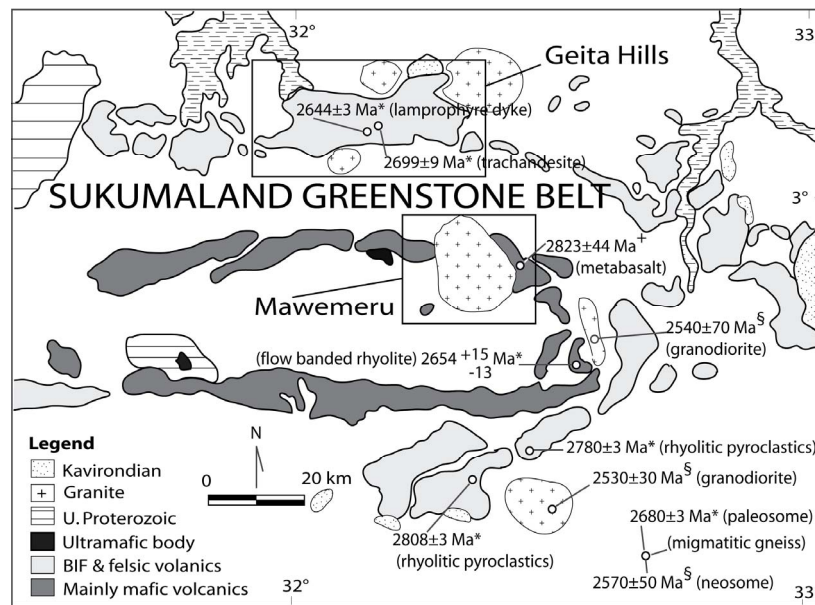 32°
33
Geita Hills
2644±3 Ma* (lamprophyre dyke)
2699±9 Ma* (trachandesite)
SUKUMALAND GREENSTONE BELT
3°
2823±44 Ma+
(metabasalt)
Mawemeru
2540±70 Ma§
(granodiorite)
(flow banded rhyolite) 2654 +15 Ma*
-13
2780±3 Ma* (rhyolitic pyroclastics)
2530±30 Ma§ (granodiorite)
2808±3 Ma*
(rhyolitic pyroclastics)
2680±3 Ma* (paleosome)
(migmatitic gneiss)
2570±50 Ma§ (neosome)
Legend
Kavirondian
Granite
U. Proterozoic
Ultramafic body
BIF & felsic volanics
Mainly mafic volcanics
N
0 20 km
32°
33